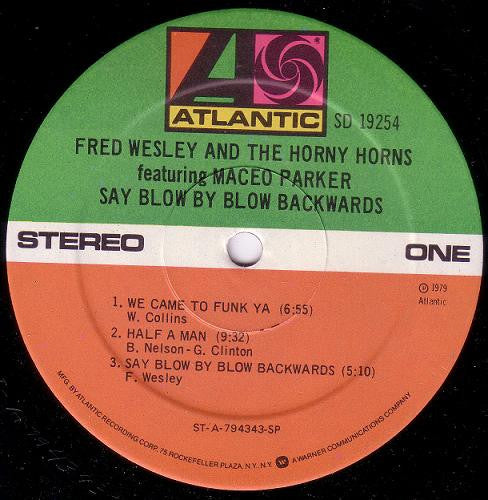 ATLANTIC
SD 19254
FRED WESLEY AND THE HORNY HORNS
featuring MACEO PARKER
SAY BLOW BY BLOW BACKWARDS
STEREO
ONE
℗ 1979
Atlantic
1. WE CAME TO FUNK YA (6:55)
W. Collins
2. HALF A MAN (9:32)
B. Nelson-G. Clinton
3. SAY BLOW BY BLOW BACKWARDS (5:10)
F. Wesley
ST-A-794343-SP
MFG. BY ATLANTIC RECORDING CORP., 75 ROCKEFELLER PLAZA, N.Y., N.Y. W A WARNER COMMUNICATIONS COMPANY